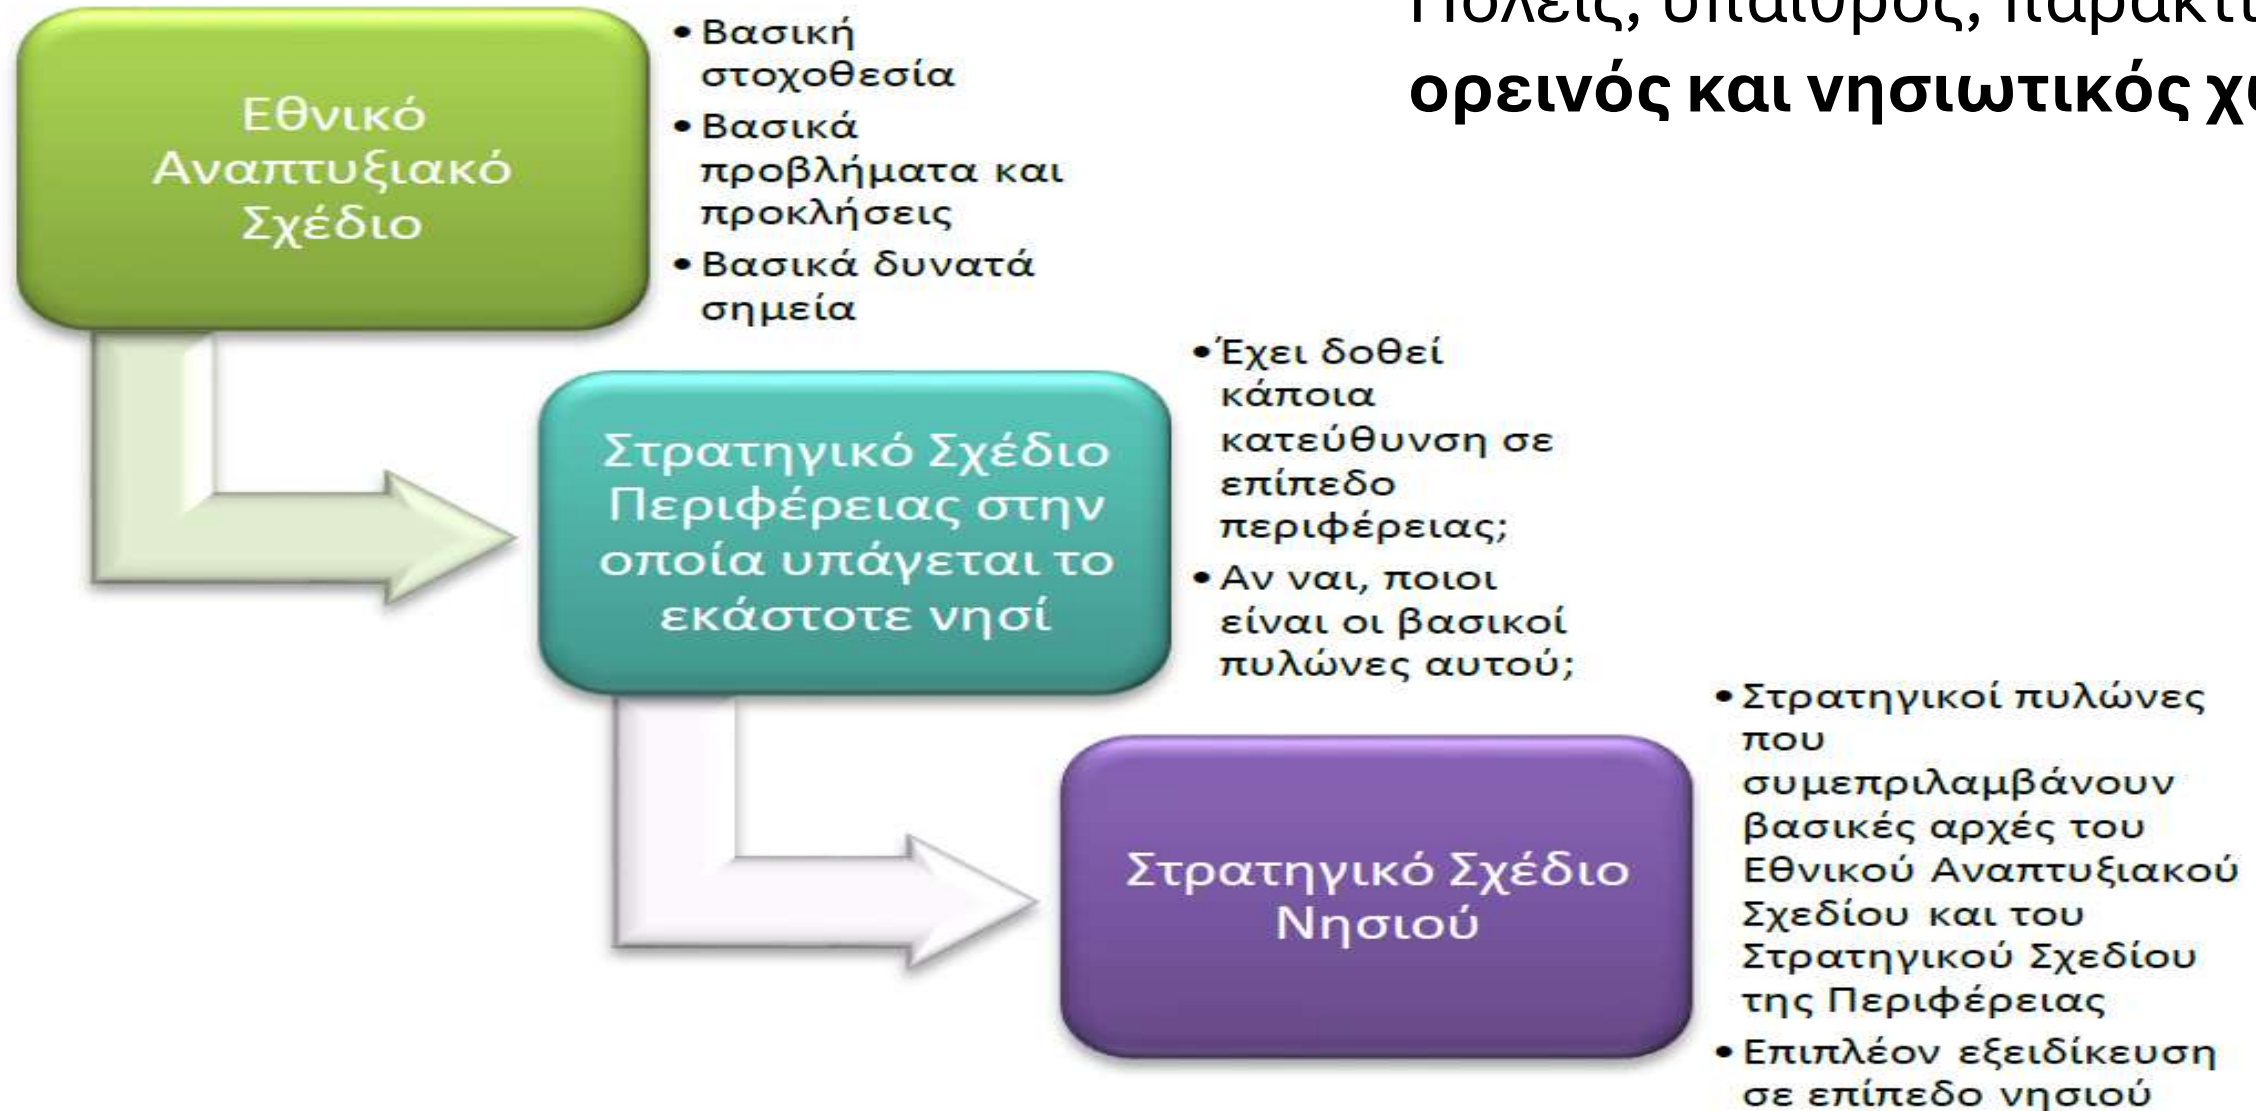 Πόλεις, ύπαιθρος,
ορεινός και νησιωτικός
Εθνικό
Αναπτυξιακό
Σχέδιο
•Βασική
στοχοθεσία
•Βασικά
προβλήματα και
προκλήσεις
•Βασικά δυνατά
σημεία
Στρατηγικό Σχέδιο
Περιφέρειας στην
οποία υπάγεται το
εκάστοτε νησί
•Έχει δοθεί
κάποια
κατεύθυνση σε
επίπεδο
περιφέρειας;
•Αν ναι, ποιοι
είναι οι βασικοί
πυλώνες αυτού;
Στρατηγικό Σχέδιο
Νησιού
•Στρατηγικοί πυλώνες
που
συμεπριλαμβάνουν
βασικές αρχές του
Εθνικού Αναπτυξιακού
Σχεδίου και του
Στρατηγικού Σχεδίου
της Περιφέρειας
•Επιπλέον εξειδίκευση
σε επίπεδο νησιού